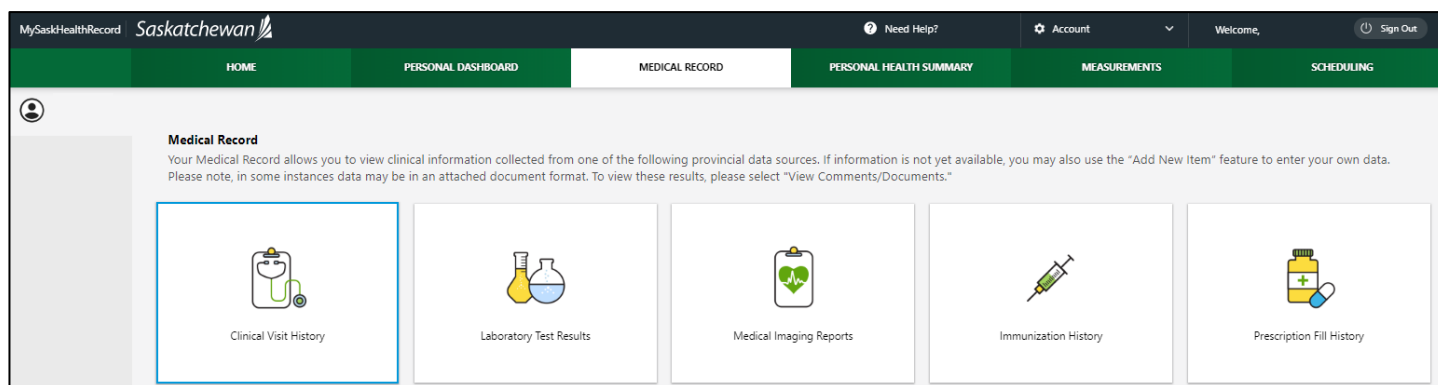 MySaskHealthRecord Saskatchewan Need Help? Account Welcome, Sign Out
HOME PERSONAL DASHBOARD MEDICAL RECORD PERSONAL HEALTH SUMMARY MEASUREMENTS SCHEDULING
Medical Record
Your Medical Record allows you to view clinical information collected from one of the following provincial data sources. If information is not yet available, you may also use the "Add New Item" feature to enter your own data.
Please note, in some instances data may be in an attached document format. To view these results, please select "View Comments/Documents."
Clinical Visit History Laboratory Test Results Medical Imaging Reports Immunization History Prescription Fill History